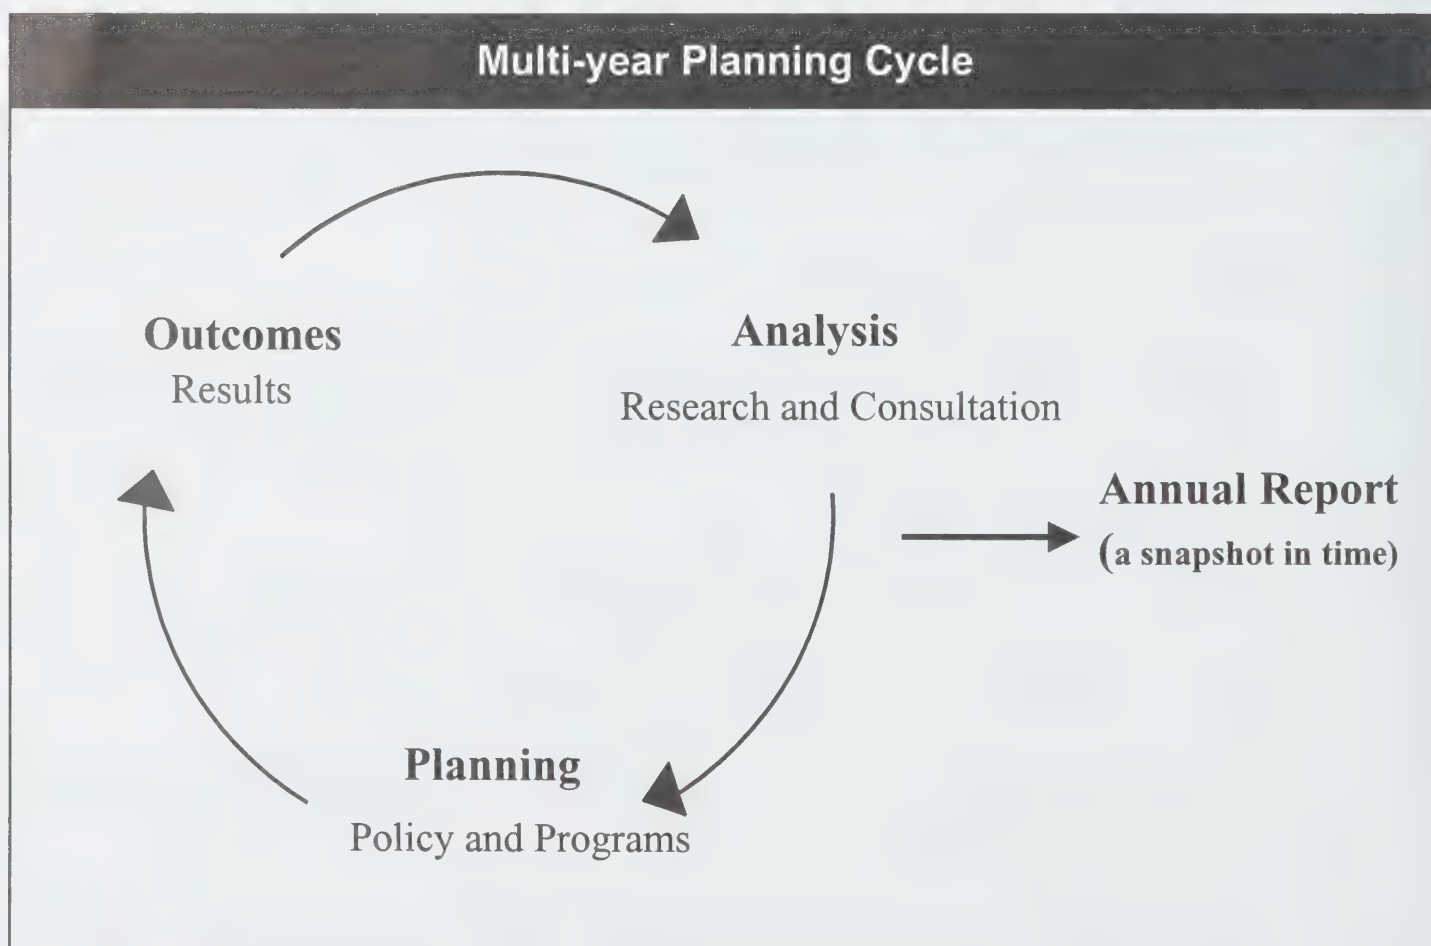 Multi-year Planning Cycle
Outcomes
Results
Analysis
Research and Consultation
Annual Report
(a snapshot in time)
Planning
Policy and Programs